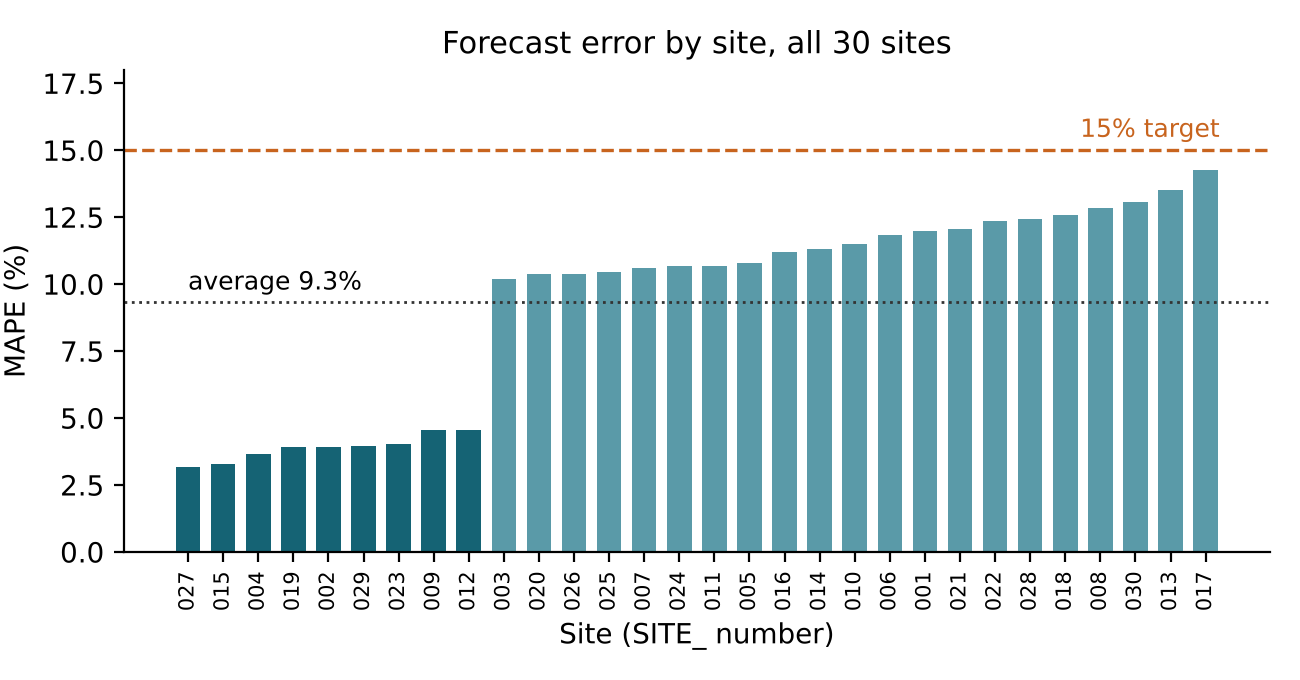 Forecast error by site, all 30 sites
MAPE (%)
17.5
15.0
12.5
10.0
7.5
5.0
2.5
0.0
15% target
average 9.3%
027 015 004 019 002 029 023 009 012 003 020 026 025 007 024 011 005 016 014 010 006 001 021 022 028 018 008 030 013 017
Site (SITE_ number)